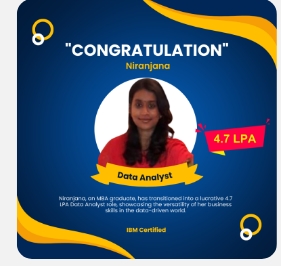 "CONGRATULATION"
Niranjana
4.7 LPA
Data Analyst
Niranjana, an MBA graduate, has transitioned into a lucrative 4.7
LPA Data Analyst role, showcasing the versatility of her business
skills in the data-driven world.
IBM Certified